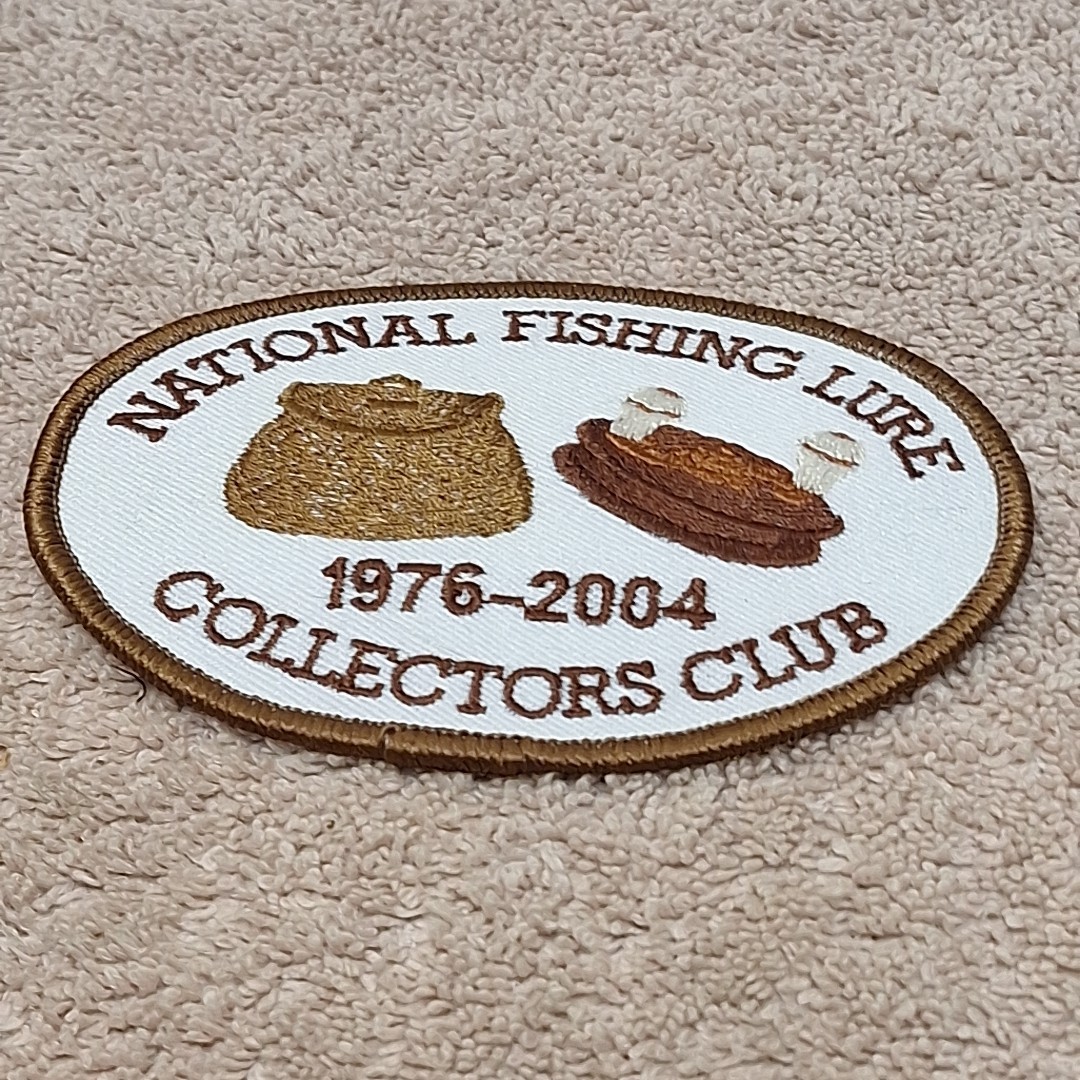 NATIONAL FISHING LURE
1976-2004
COLLECTORS CLUB